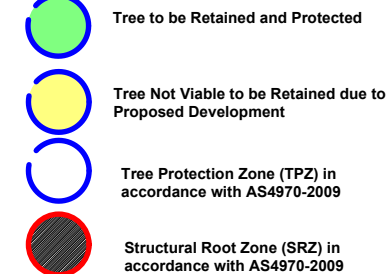 Tree to be Retained and Protected
Tree Not Viable to be Retained due to
Proposed Development
Tree Protection Zone (TPZ) in
accordance with AS4970-2009
Structural Root Zone (SRZ) in
accordance with AS4970-2009